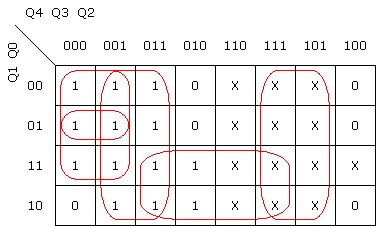 Q4 Q3 Q2
000 001 011 010 110 111 101 100
Q1 Q0
00 1 1 1 0 X X X 0
01 1 1 1 0 X X X 0
11 1 1 1 1 X X X X
10 0 1 1 1 X X X 0